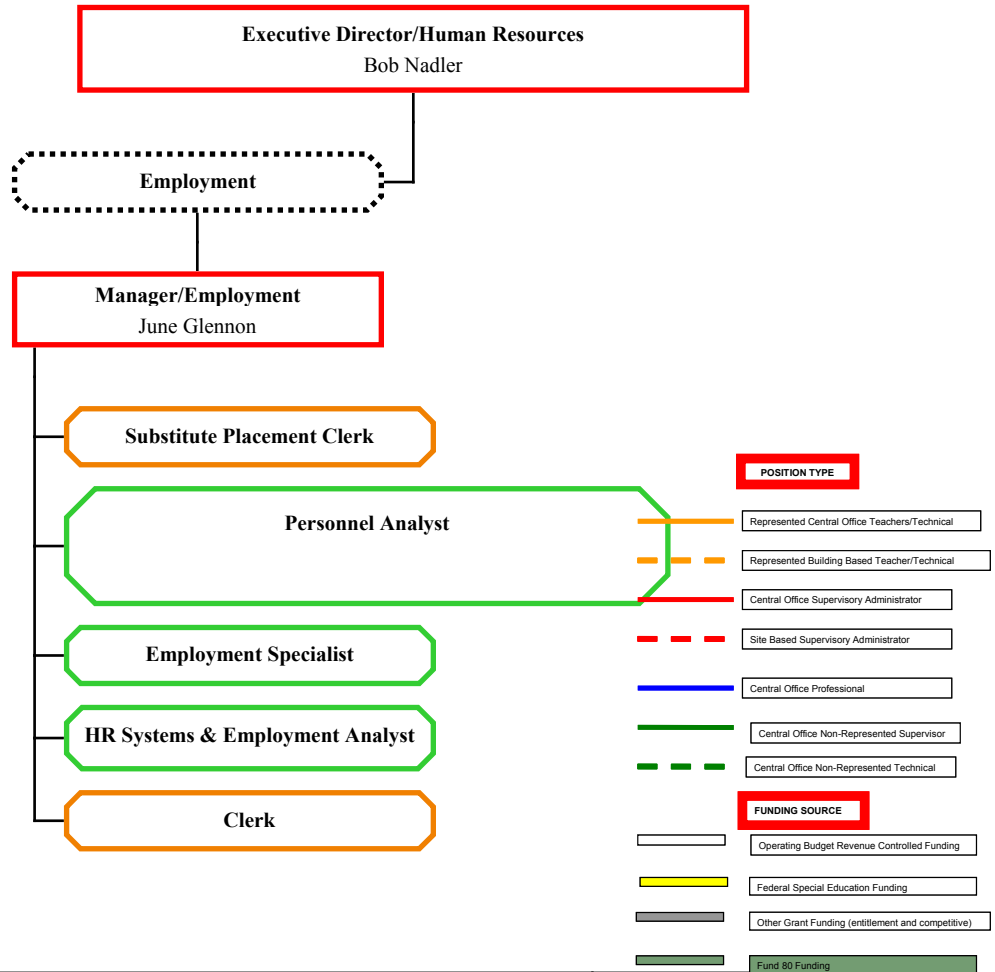 Executive Director/Human Resources
Bob Nadler
Employment
Manager/Employment
June Glennon
Substitute Placement Clerk
Personnel Analyst
Employment Specialist
HR Systems & Employment Analyst
Clerk
POSITION TYPE
Represented Central Office Teachers/Technical
Represented Building Based Teacher/Technical
Central Office Supervisory Administrator
Site Based Supervisory Administrator
Central Office Professional
Central Office Non-Represented Supervisor
Central Office Non-Represented Technical
FUNDING SOURCE
Operating Budget Revenue Controlled Funding
Federal Special Education Funding
Other Grant Funding (entitlement and competitive)
Fund 80 Funding